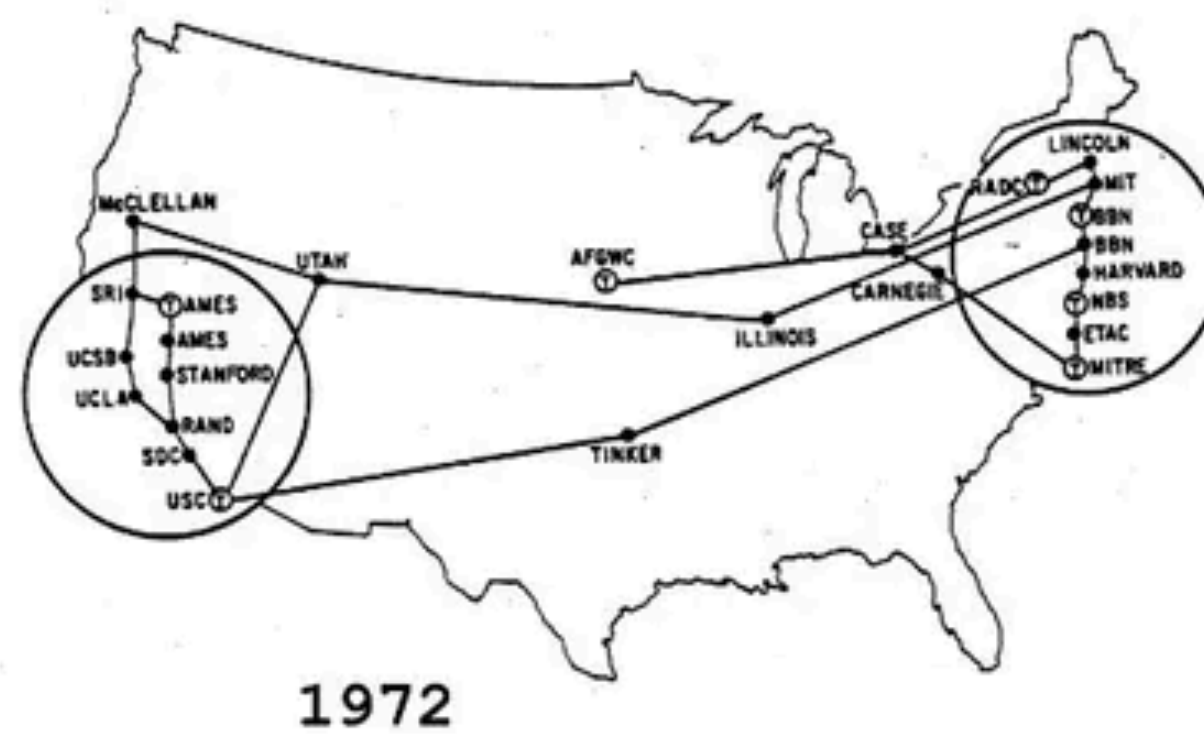 LINCOLN
RADC T
MIT
McCLELLAN
T BBN
CASE
BBN
UTAH
AFGWC
T
HARVARD
SRI
T AMES
CARNEGIE
T NBS
AMES
ILLINOIS
ETAC
UCSB
STANFORD
T MITRE
UCLA
RAND
SDC
TINKER
USC T
1972